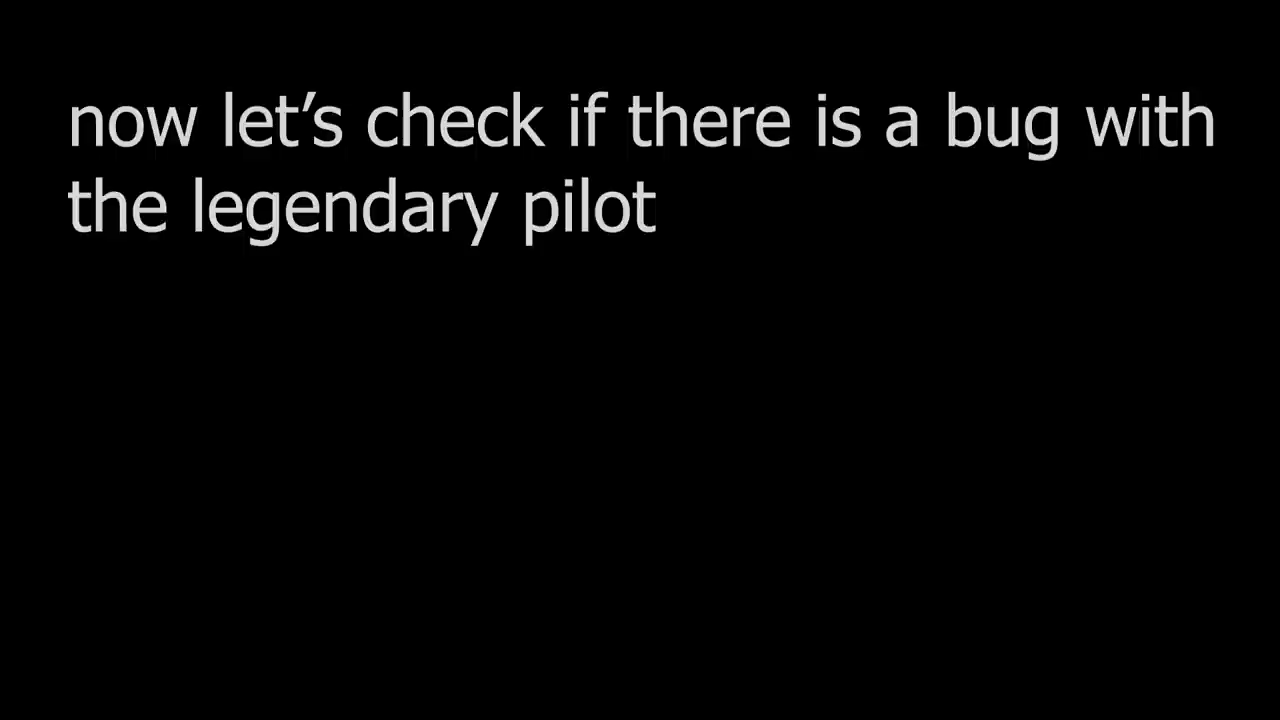 now let’s check if there is a bug with
the legendary pilot